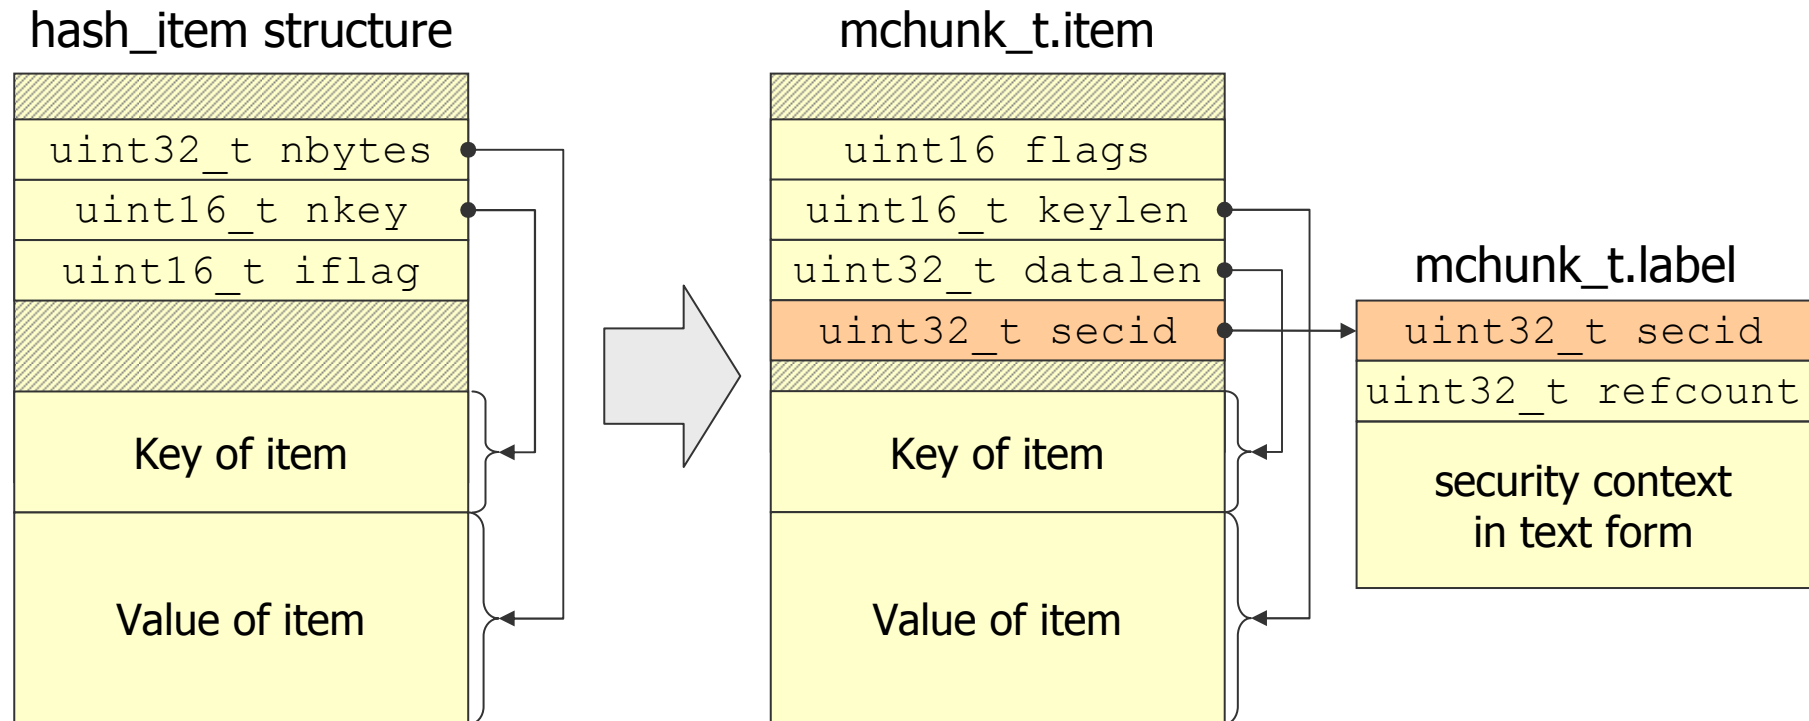 hash_item structure
uint32_t nbytes
uint16_t nkey
uint16_t iflag
Key of item
Value of item
mchunk_t.item
uint16 flags
uint16_t keylen
uint32_t datalen
uint32_t secid
Key of item
Value of item
mchunk_t.label
uint32_t secid
uint32_t refcount
security context
in text form